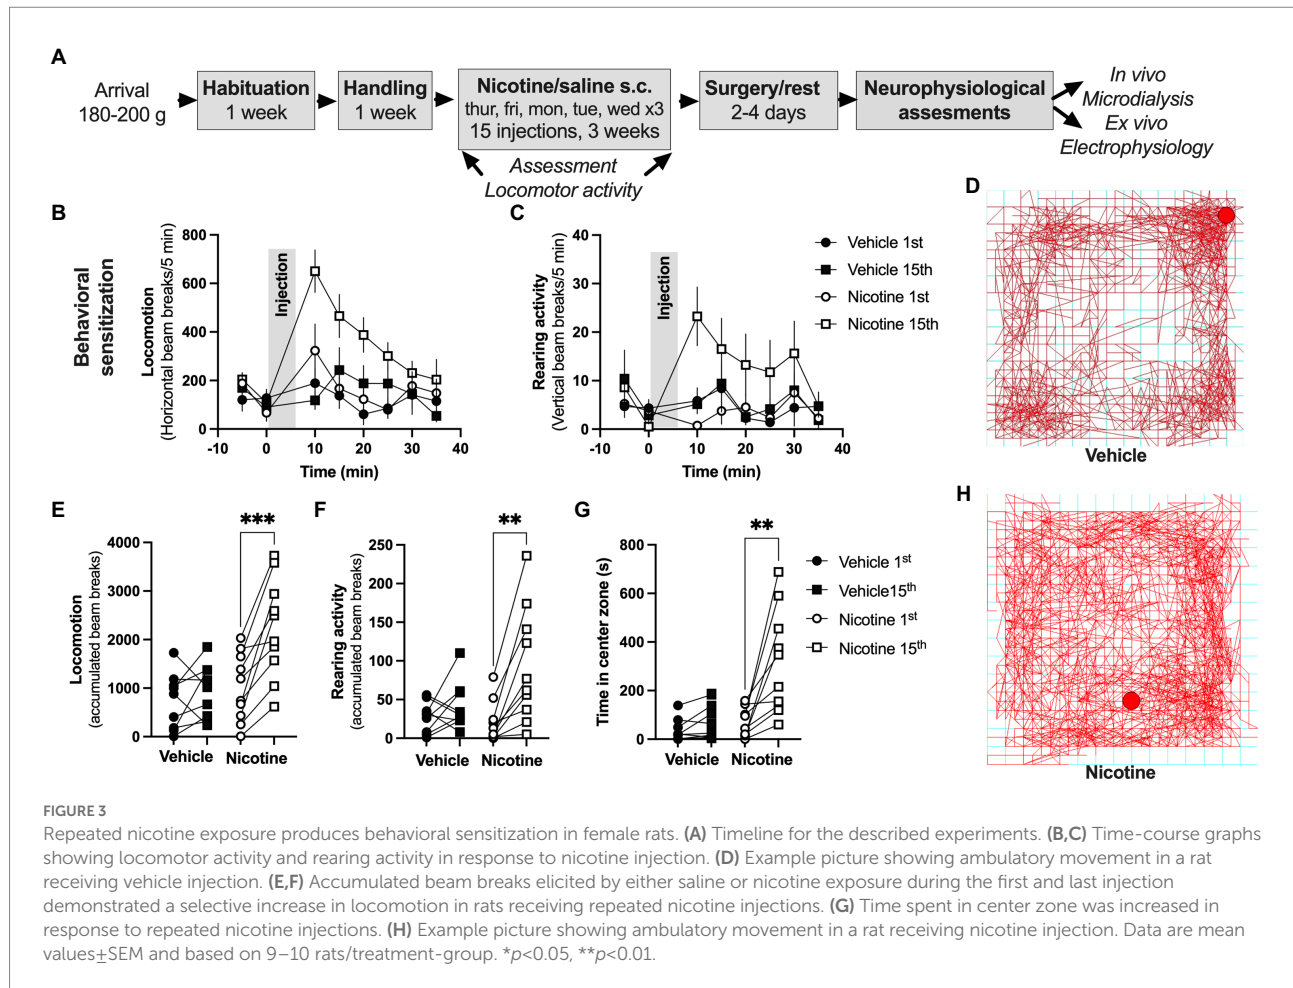 A
Arrival
180-200 g
Habituation
1 week
Handling
1 week
Nicotine/saline s.c.
thur, fri, mon, tue, wed x3
15 injections, 3 weeks
Surgery/rest
2-4 days
Neurophysiological
assesments
In vivo
Microdialysis
Ex vivo
Electrophysiology
Assessment
Locomotor activity
B
Behavioral
sensitization
Locomotion
(Horizontal beam breaks/5 min)
800
600
400
200
0
Injection
-10
0
10
20
30
40
Time (min)
C
Rearing activity
(Vertical beam breaks/5 min)
40
30
20
10
0
Injection
-10
0
10
20
30
40
Time (min)
Vehicle 1st
Vehicle 15th
Nicotine 1st
Nicotine 15th
D
Vehicle
E
Locomotion
(accumulated beam breaks)
4000
3000
2000
1000
0
***
Vehicle
Nicotine
F
Rearing activity
(accumulated beam breaks)
250
200
150
100
50
0
**
Vehicle
Nicotine
G
Time in center zone (s)
800
600
400
200
0
**
Vehicle
Nicotine
Vehicle 1st
Vehicle15th
Nicotine 1st
Nicotine 15th
H
Nicotine
FIGURE 3
Repeated nicotine exposure produces behavioral sensitization in female rats. (A) Timeline for the described experiments. (B,C) Time-course graphs
showing locomotor activity and rearing activity in response to nicotine injection. (D) Example picture showing ambulatory movement in a rat
receiving vehicle injection. (E,F) Accumulated beam breaks elicited by either saline or nicotine exposure during the first and last injection
demonstrated a selective increase in locomotion in rats receiving repeated nicotine injections. (G) Time spent in center zone was increased in
response to repeated nicotine injections. (H) Example picture showing ambulatory movement in a rat receiving nicotine injection. Data are mean
values±SEM and based on 9–10 rats/treatment-group. *p<0.05, **p<0.01.